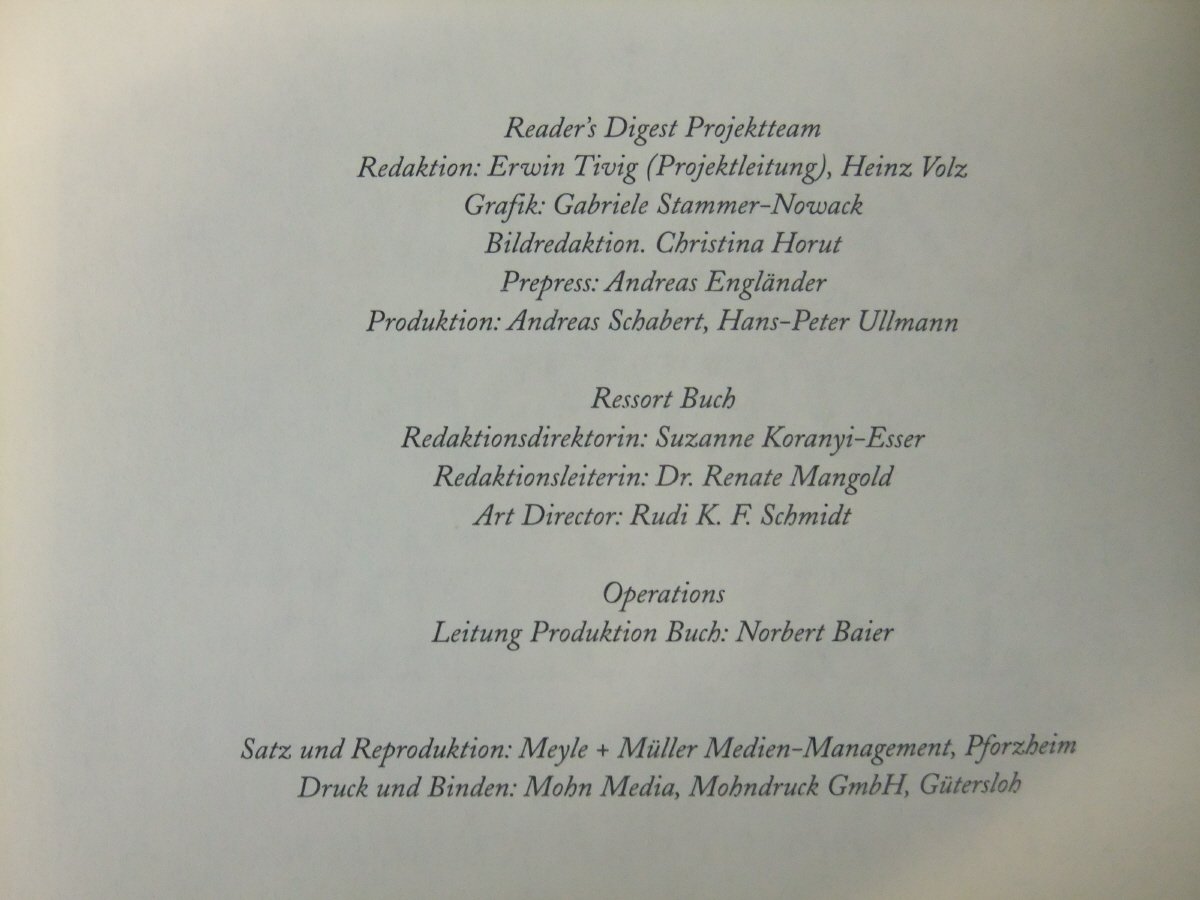 Reader's Digest Projektteam
Redaktion: Erwin Tivig (Projektleitung), Heinz Volz
Grafik: Gabriele Stammer-Nowack
Bildredaktion. Christina Horut
Prepress: Andreas Engländer
Produktion: Andreas Schabert, Hans-Peter Ullmann
Ressort Buch
Redaktionsdirektorin: Suzanne Koranyi-Esser
Redaktionsleiterin: Dr. Renate Mangold
Art Director: Rudi K. F. Schmidt
Operations
Leitung Produktion Buch: Norbert Baier
Satz und Reproduktion: Meyle + Müller Medien-Management, Pforzheim
Druck und Binden: Mohn Media, Mohndruck GmbH, Gütersloh